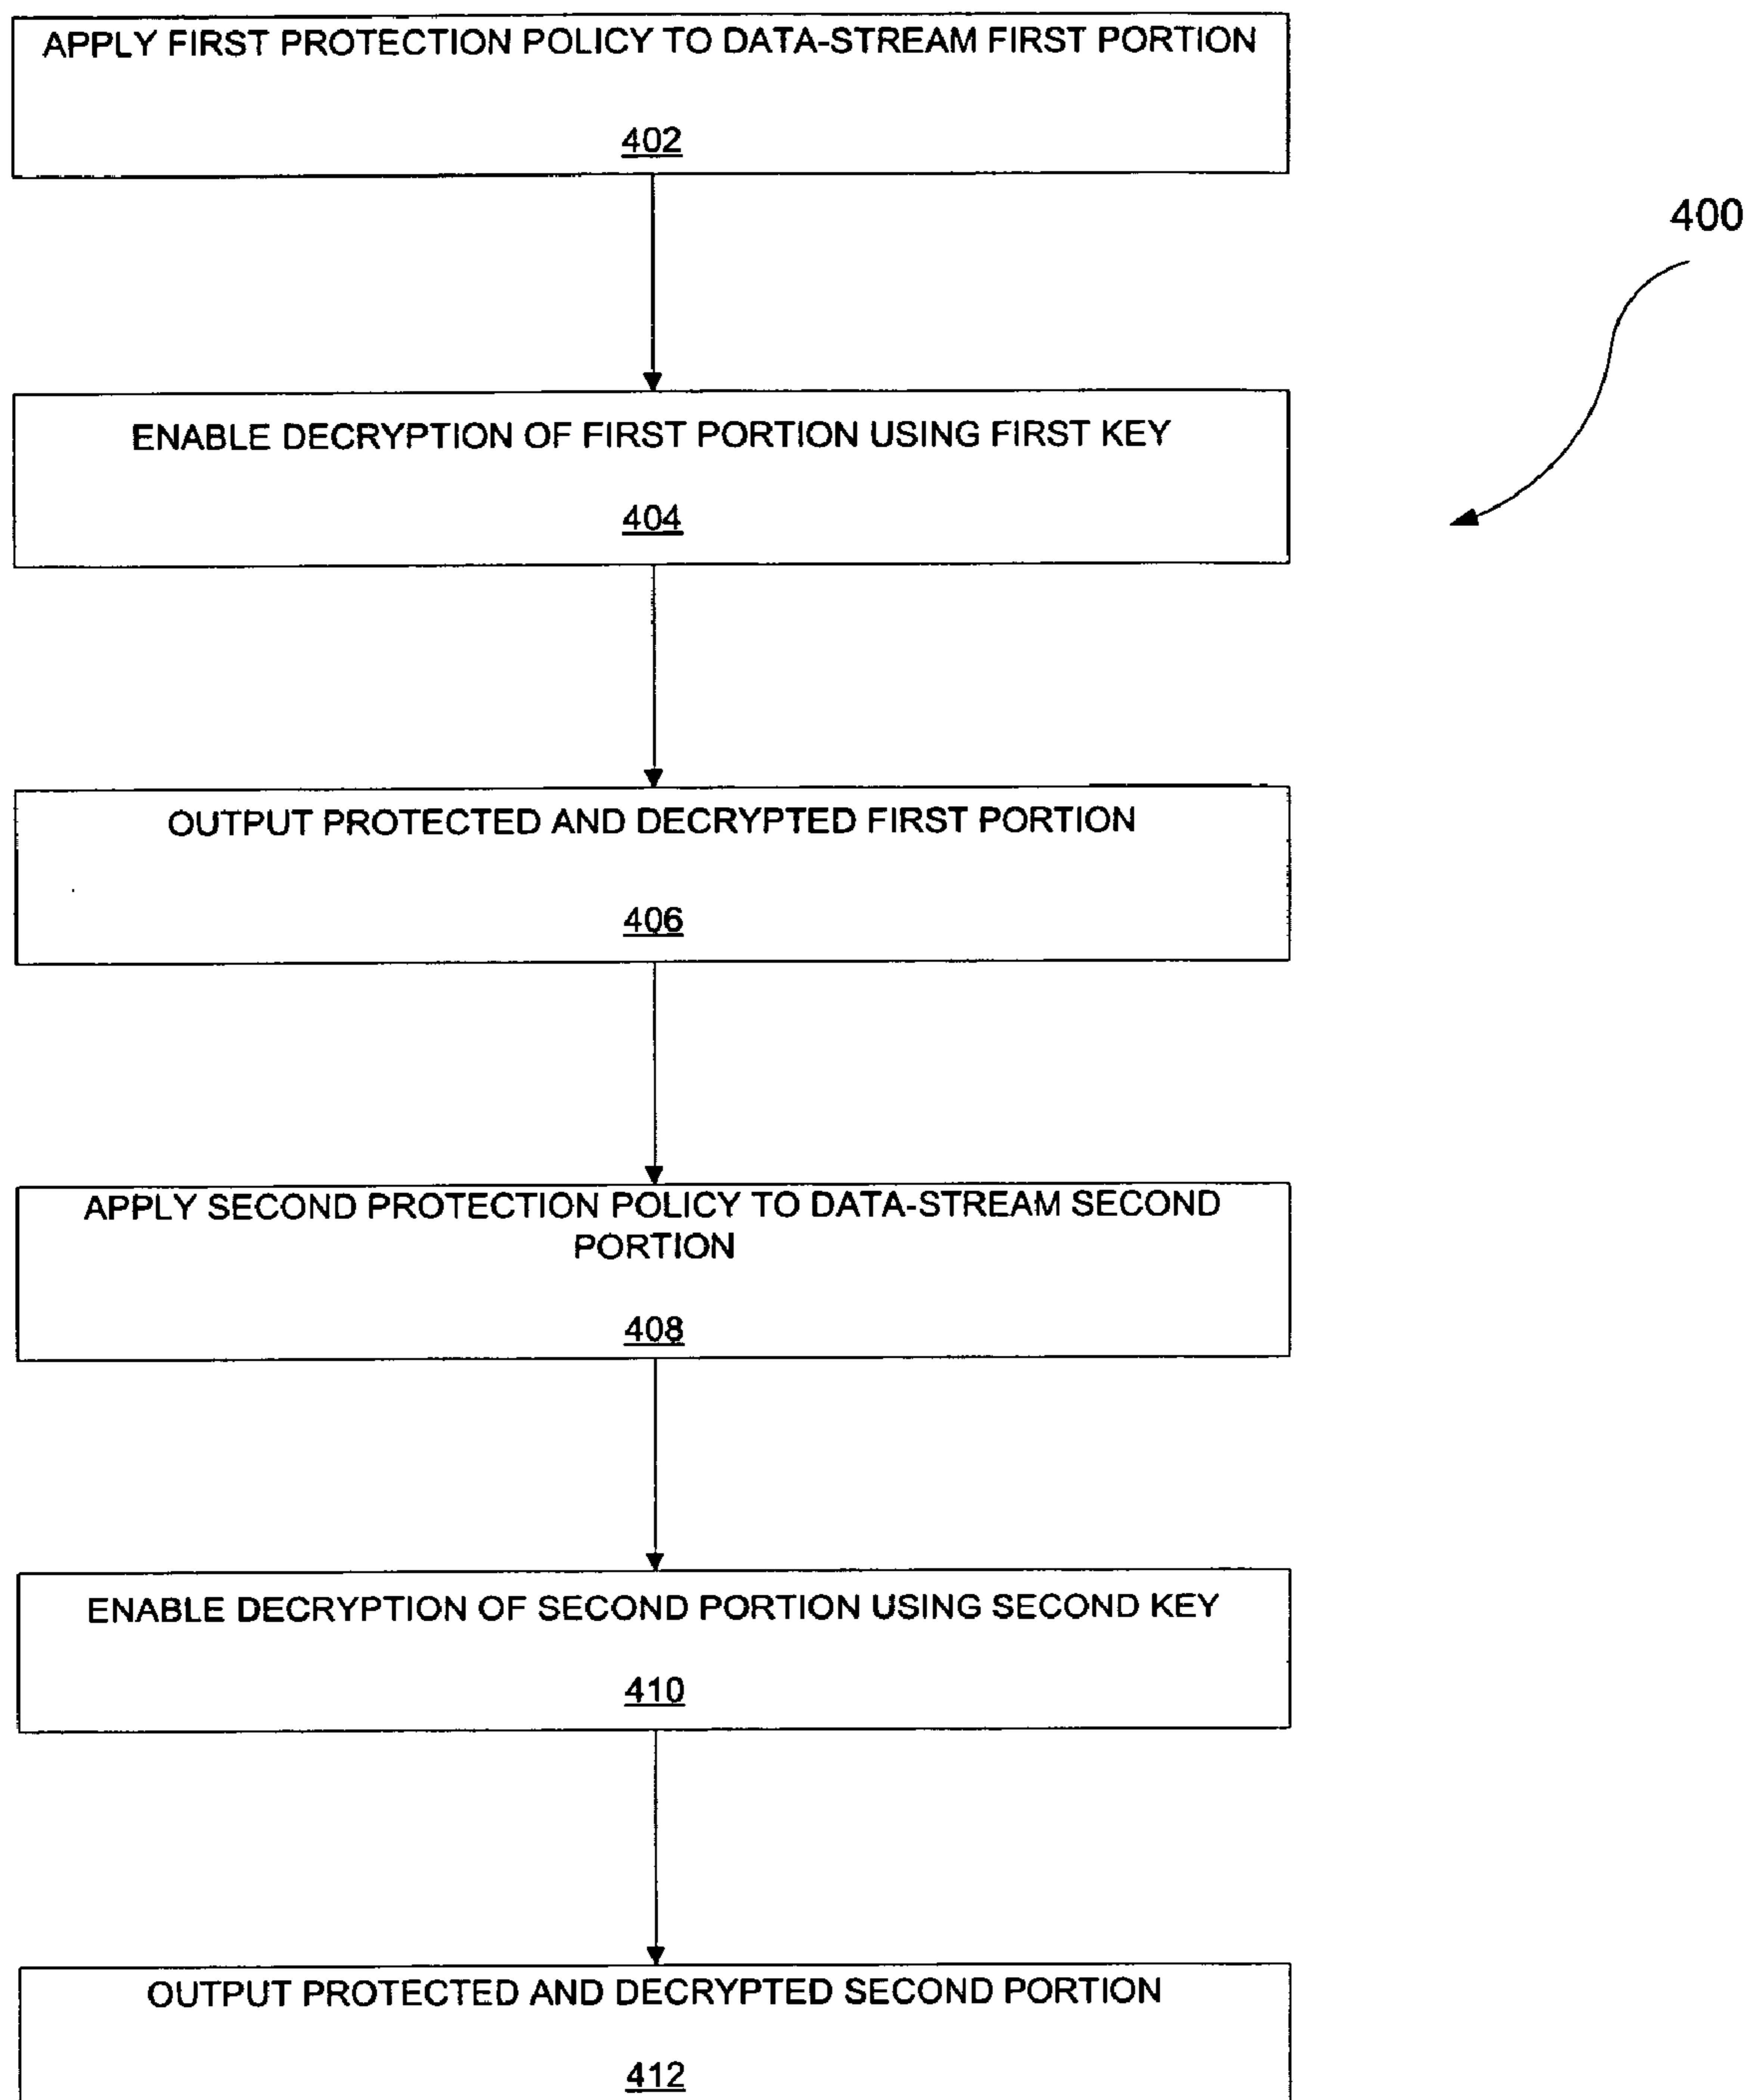 APPLY FIRST PROTECTION POLICY TO DATA-STREAM FIRST PORTION
402
400
ENABLE DECRYPTION OF FIRST PORTION USING FIRST KEY
404
OUTPUT PROTECTED AND DECRYPTED FIRST PORTION
406
APPLY SECOND PROTECTION POLICY TO DATA-STREAM SECOND
PORTION
408
ENABLE DECRYPTION OF SECOND PORTION USING SECOND KEY
410
OUTPUT PROTECTED AND DECRYPTED SECOND PORTION
412